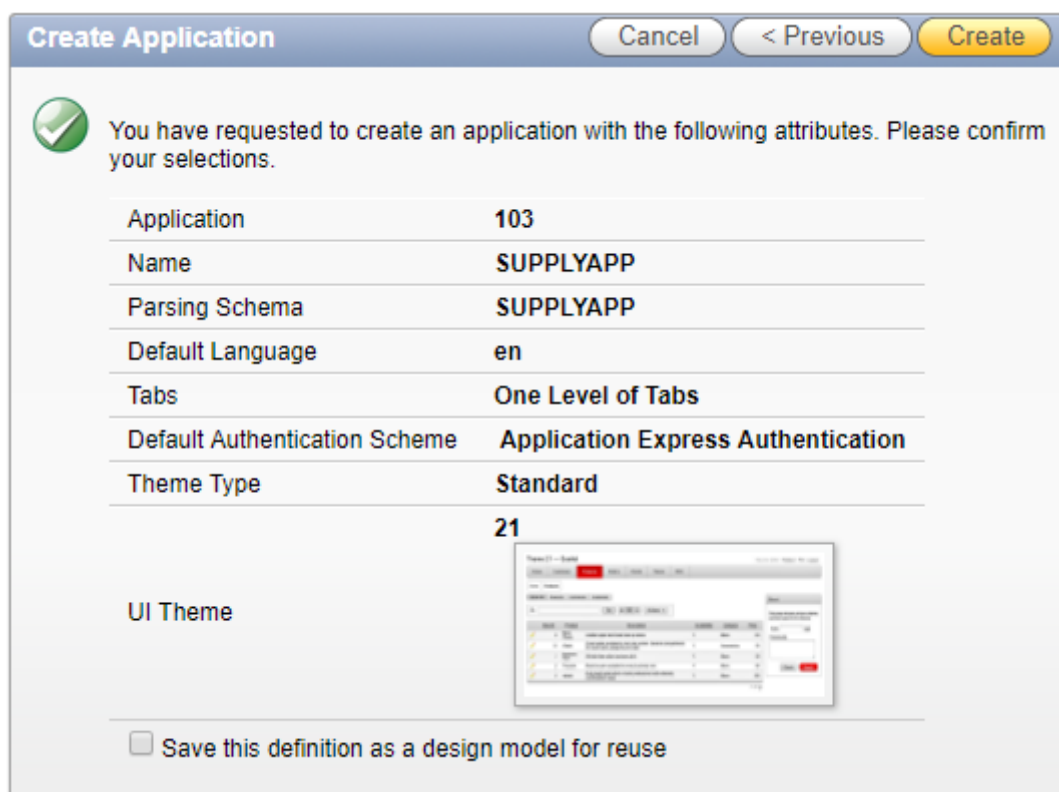 Create Application
Cancel
< Previous
Create
You have requested to create an application with the following attributes. Please confirm
your selections.
Application 103
Name SUPPLYAPP
Parsing Schema SUPPLYAPP
Default Language en
Tabs One Level of Tabs
Default Authentication Scheme Application Express Authentication
Theme Type Standard
21
UI Theme
Save this definition as a design model for reuse